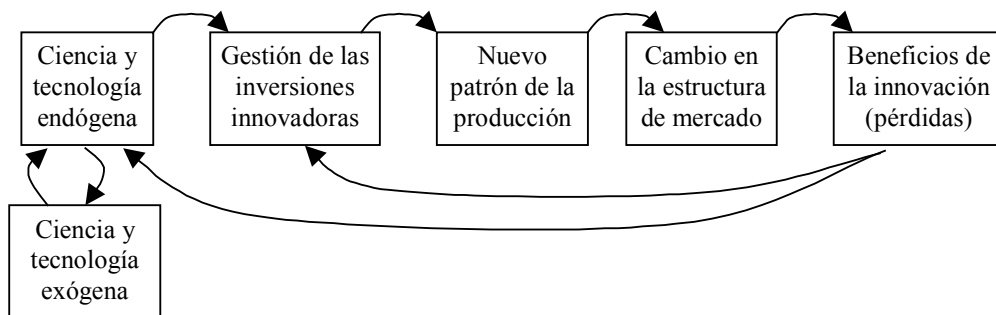 Ciencia y
tecnología
endógena
Gestión de las
inversiones
innovadoras
Nuevo
patrón de la
producción
Cambio en
la estructura
de mercado
Beneficios de
la innovación
(pérdidas)
Ciencia y
tecnología
exógena